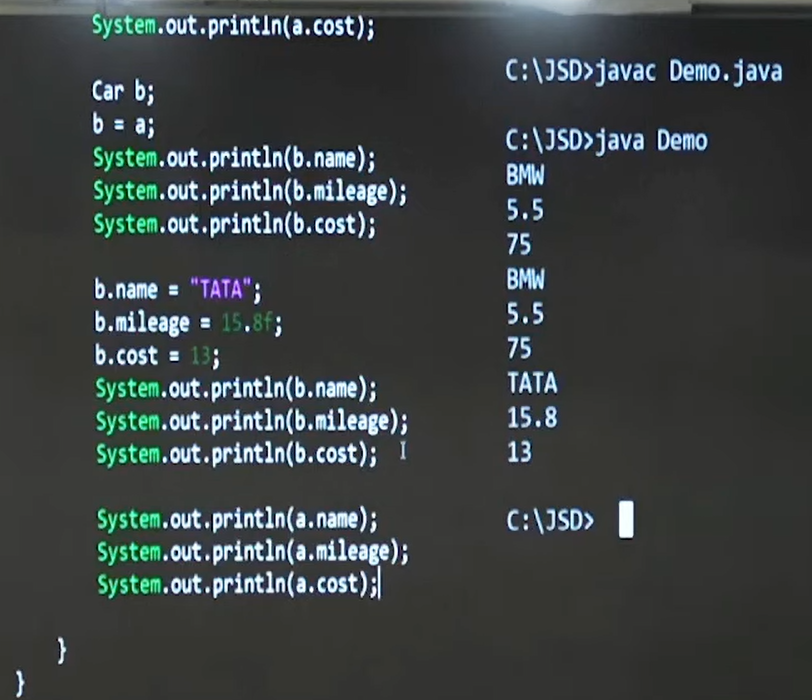 System.out.println(a.cost);
Car b;
b = a;
System.out.println(b.name);
System.out.println(b.mileage);
System.out.println(b.cost);
b.name = "TATA";
b.mileage = 15.8f;
b.cost = 13;
System.out.println(b.name);
System.out.println(b.mileage);
System.out.println(b.cost);
System.out.println(a.name);
System.out.println(a.mileage);
System.out.println(a.cost);
}
}
C:\JSD>javac Demo.java
C:\JSD>java Demo
BMW
5.5
75
BMW
5.5
75
TATA
15.8
13
C:\JSD>